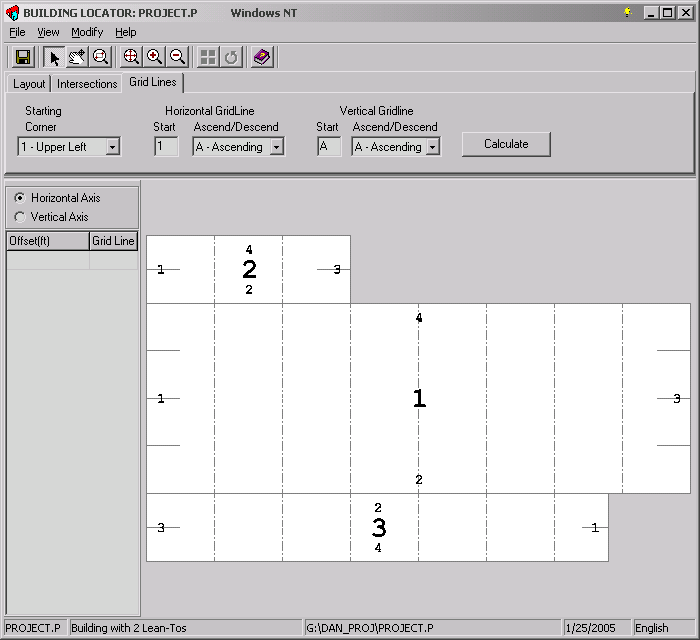 BUILDING LOCATOR: PROJECT.P Windows NT
File View Modify Help
Layout Intersections Grid Lines
Starting Corner
1 - Upper Left
Horizontal GridLine
Start Ascend/Descend
1 A - Ascending
Vertical Gridline
Start Ascend/Descend
A A - Ascending
Calculate
Horizontal Axis
Vertical Axis
Offset(ft) Grid Line
4
1 2 3
2
4
1 1 3
2
2
3 3 1
4
PROJECT.P Building with 2 Lean-Tos G:\DAN_PROJ\PROJECT.P 1/25/2005 English